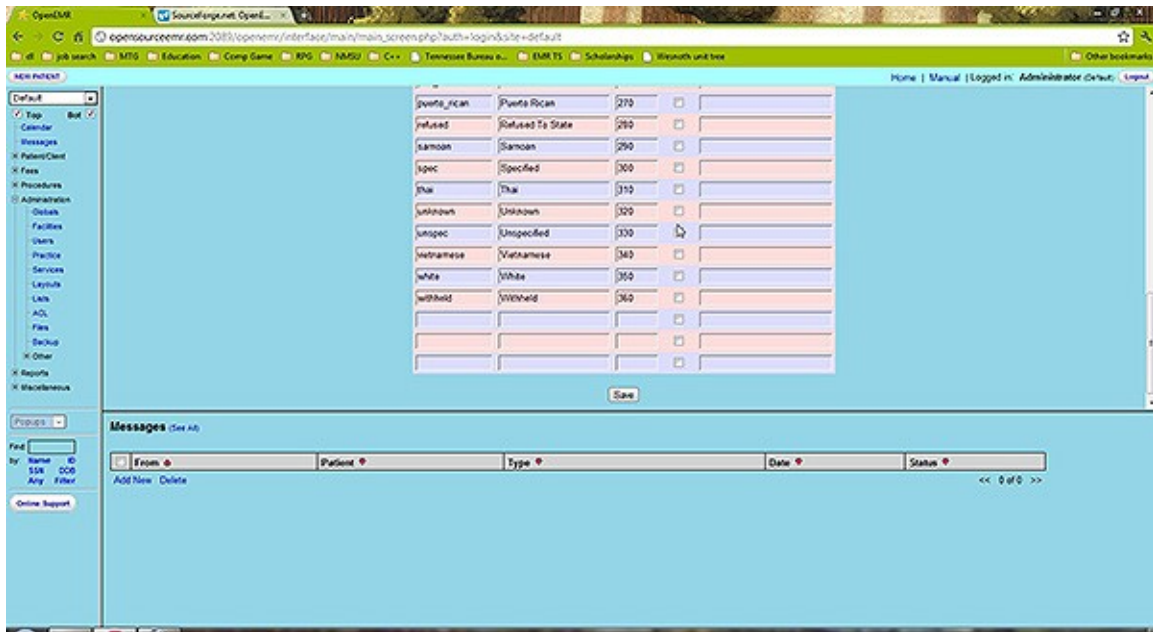 OpenEMR
SourceForge.net: OpenE...
opensourceemr.com:2089/openemr/interface/main/main_screen.php?auth=login&site=default
dl job search MTG Education Comp Game RPG NMSU C++ Tennessee Bureau o... EMR TS Scholarships Wesnoth unit tree Other bookmarks
NEW PATIENT
Home | Manual | Logged in: Administrator (Default) Logout
Default
Top Bot
Calendar
Messages
Patient/Client
Fees
Procedures
Administration
Globals
Facilities
Users
Practice
Services
Layouts
Lists
ACL
Files
Backup
Other
Reports
Miscellaneous
Popups
Find:
by: Name ID
SSN DOB
Any Filter
Online Support
puerto_rican Puerto Rican 270
refused Refused To State 280
samoan Samoan 290
spec Specified 300
thai Thai 310
unknown Unknown 320
unspec Unspecified 330
vietnamese Vietnamese 340
white White 350
withheld Withheld 360
Save
Messages (See All)
From Patient Type Date Status
Add New Delete << 0 of 0 >>